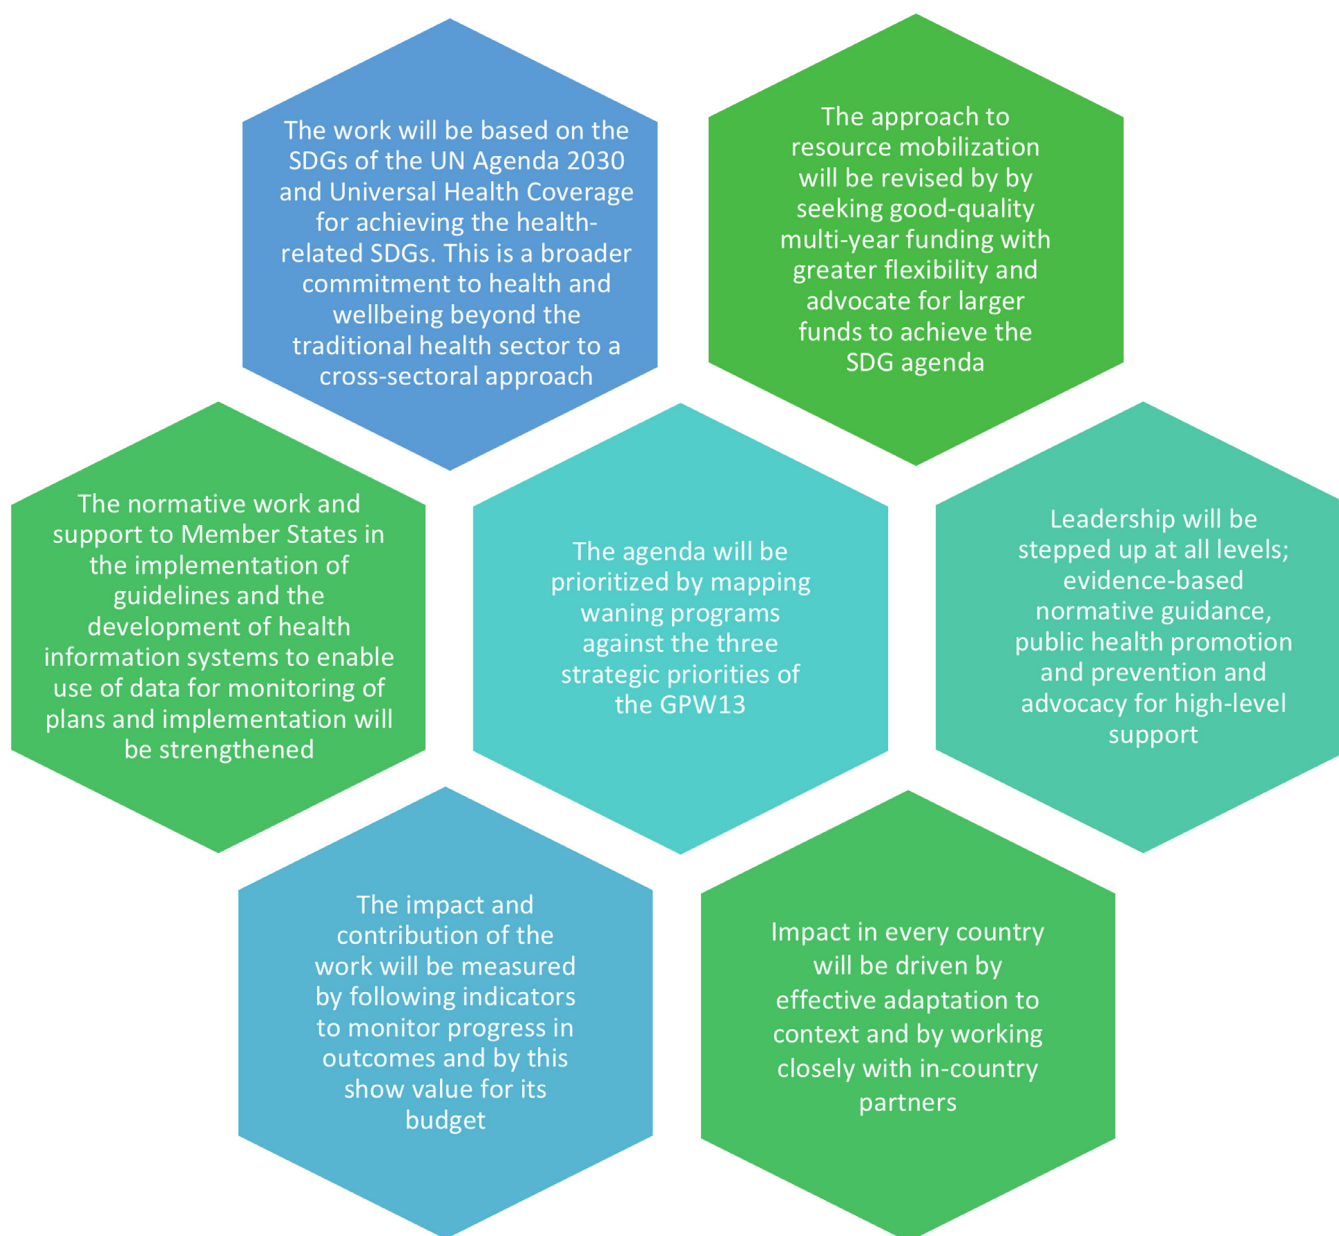 The work will be based on the
SDGs of the UN Agenda 2030
and Universal Health Coverage
for achieving the health-
related SDGs. This is a broader
commitment to health and
wellbeing beyond the
traditional health sector to a
cross-sectoral approach
The approach to
resource mobilization
will be revised by by
seeking good-quality
multi-year funding with
greater flexibility and
advocate for larger
funds to achieve the
SDG agenda
The normative work and
support to Member States in
the implementation of
guidelines and the
development of health
information systems to enable
use of data for monitoring of
plans and implementation will
be strengthened
The agenda will be
prioritized by mapping
waning programs
against the three
strategic priorities of
the GPW13
Leadership will be
stepped up at all levels;
evidence-based
normative guidance,
public health promotion
and prevention and
advocacy for high-level
support
The impact and
contribution of the
work will be measured
by following indicators
to monitor progress in
outcomes and by this
show value for its
budget
Impact in every country
will be driven by
effective adaptation to
context and by working
closely with in-country
partners